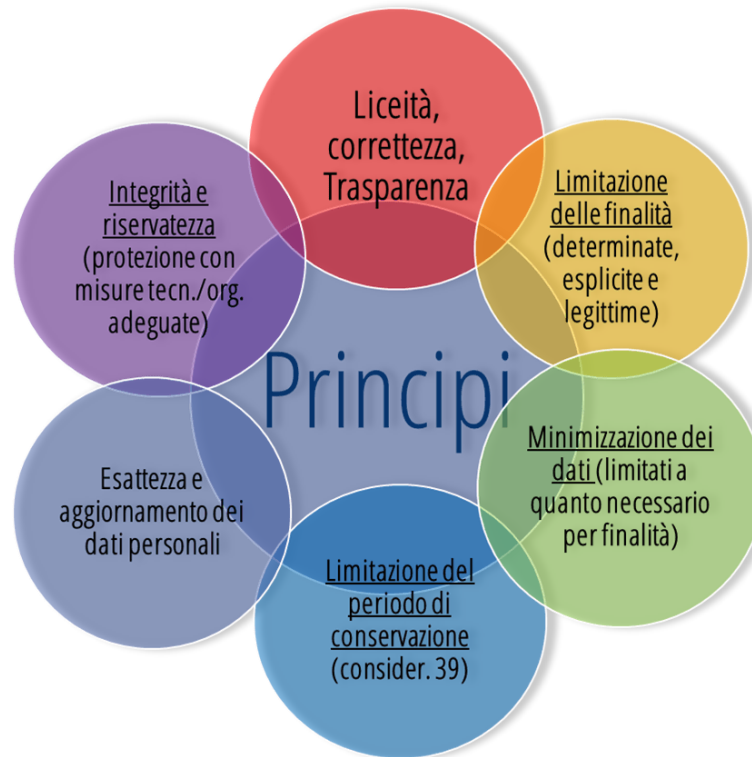 Liceità,
correttezza,
Trasparenza
Limitazione
delle finalità
(determinate,
esplicite e
legittime)
Minimizzazione dei
dati (limitati a
quanto necessario
per finalità)
Limitazione del
periodo di
conservazione
(consider. 39)
Esattezza e
aggiornamento dei
dati personali
Integrità e
riservatezza
(protezione con
misure tecn./org.
adeguate)
Principi